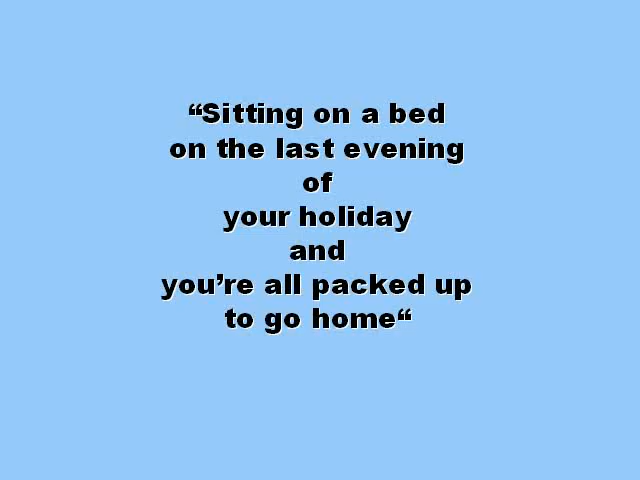 “Sitting on a bed
on the last evening
of
your holiday
and
you’re all packed up
to go home“